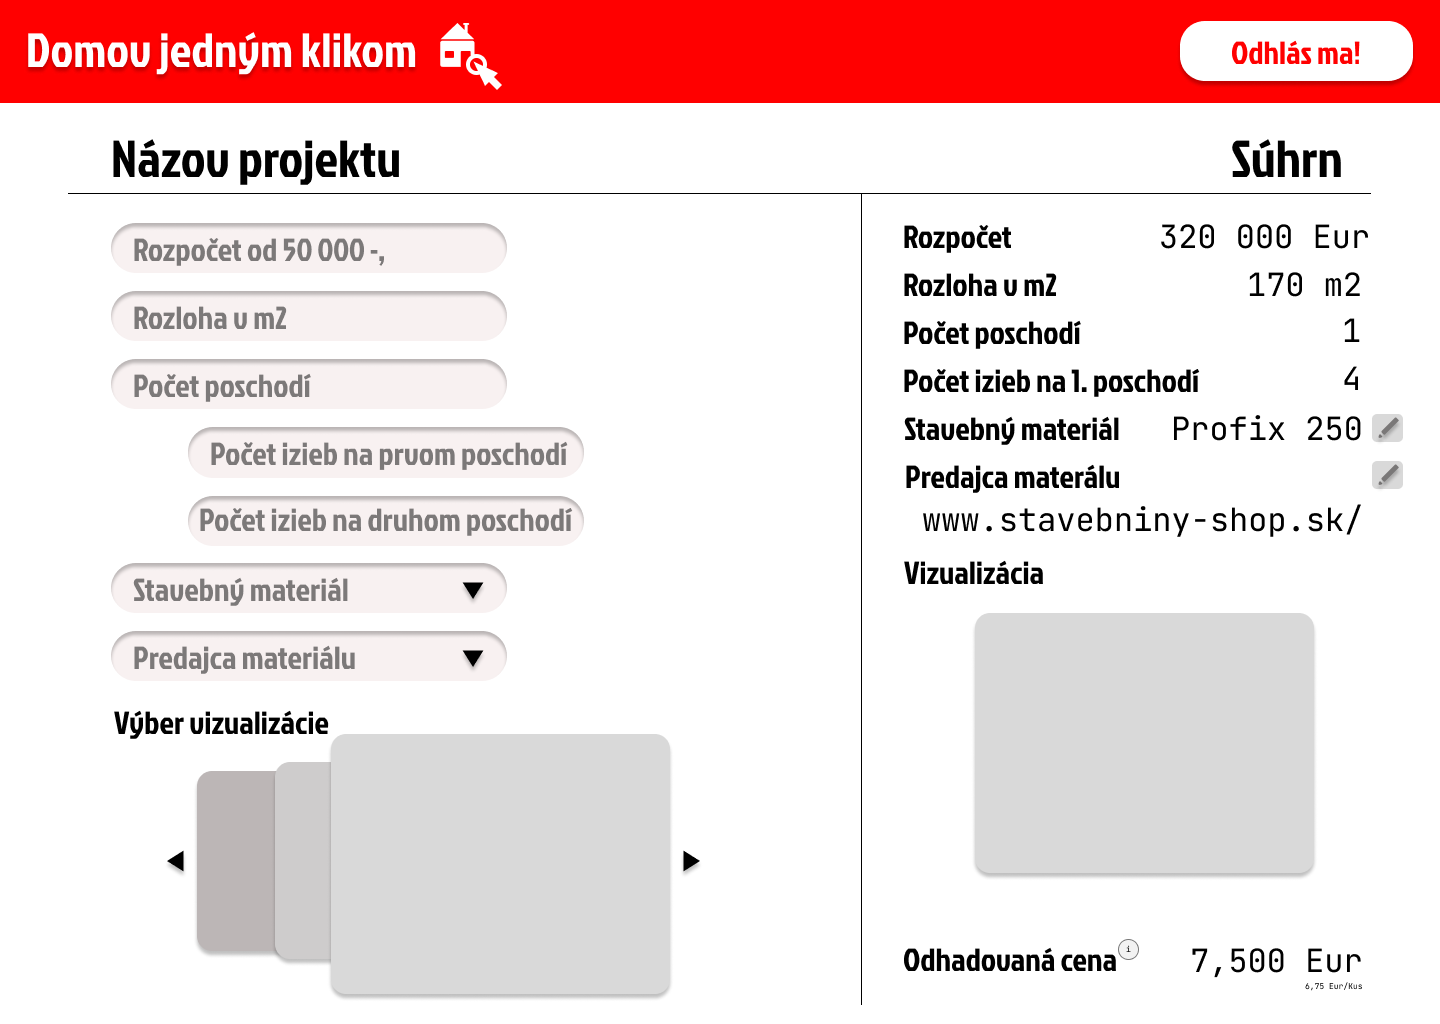 Domov jedným klikom
Odhlás ma!
Názov projektu
Súhrn
Rozpočet od 50 000 -,
Rozloha v m2
Počet poschodí
Počet izieb na prvom poschodí
Počet izieb na druhom poschodí
Stavebný materiál
Predajca materiálu
Výber vizualizácie
Rozpočet 320 000 Eur
Rozloha v m2 170 m2
Počet poschodí 1
Počet izieb na 1. poschodí 4
Stavebný materiál Profix 250
Predajca materálu
www.stavebniny-shop.sk/
Vizualizácia
Odhadovaná cena i 7,500 Eur
6,75 Eur/Kus